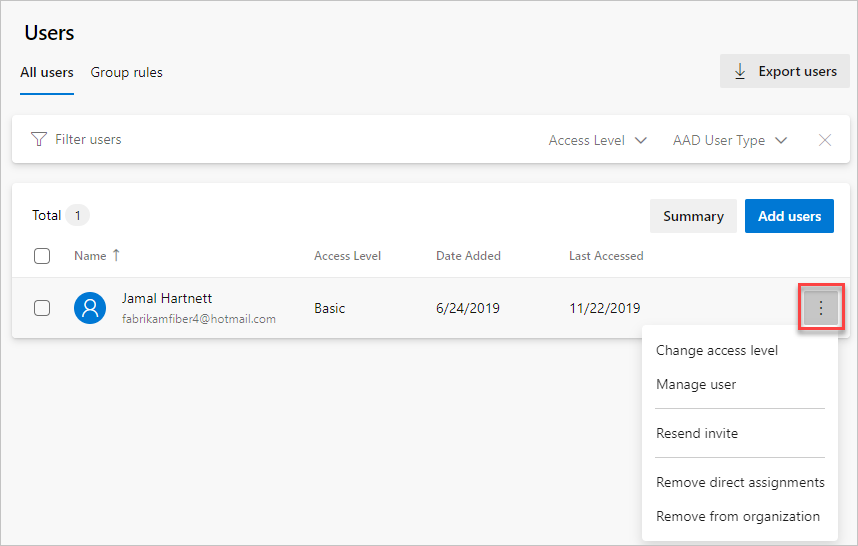 Users
All users Group rules
Export users
Filter users Access Level AAD User Type
Total 1 Summary Add users
Name ↑ Access Level Date Added Last Accessed
Jamal Hartnett Basic 6/24/2019 11/22/2019
fabrikamfiber4@hotmail.com
Change access level
Manage user
Resend invite
Remove direct assignments
Remove from organization